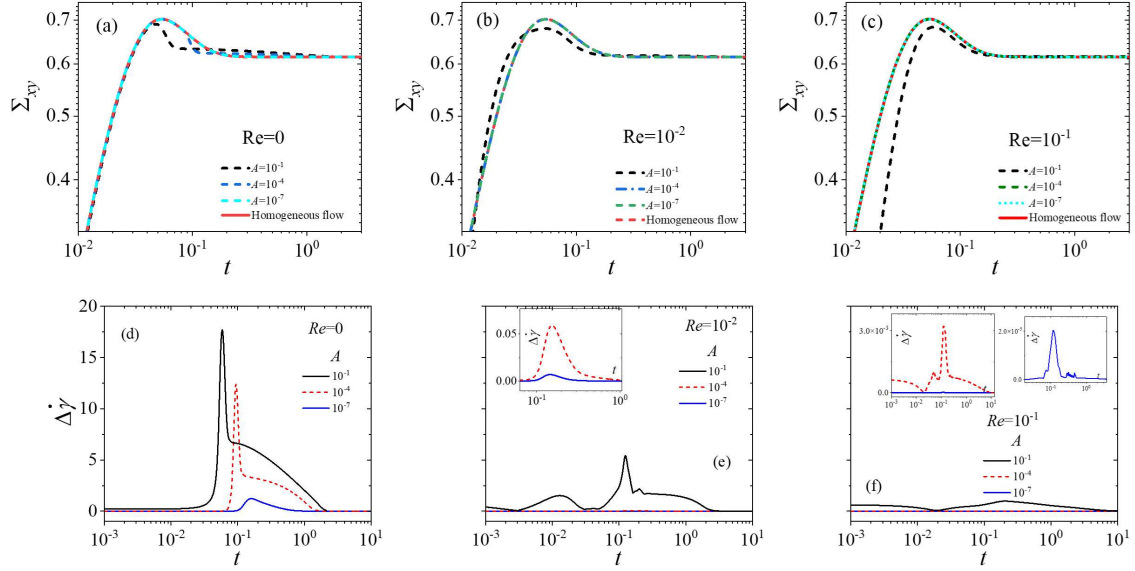 (a)
0.7
0.6
0.5
0.4
Σxy
Re=0
A=10⁻¹
A=10⁻⁴
A=10⁻⁷
Homogeneous flow
10⁻² 10⁻¹ 10⁰
t
(b)
0.7
0.6
0.5
0.4
Σxy
Re=10⁻²
A=10⁻¹
A=10⁻⁴
A=10⁻⁷
Homogeneous flow
10⁻² 10⁻¹ 10⁰
t
(c)
0.7
0.6
0.5
0.4
Σxy
Re=10⁻¹
A=10⁻¹
A=10⁻⁴
A=10⁻⁷
Homogeneous flow
10⁻² 10⁻¹ 10⁰
t
(d)
20
15
10
5
0
Δγ̇
Re=0
A
10⁻¹
10⁻⁴
10⁻⁷
10⁻³ 10⁻² 10⁻¹ 10⁰ 10¹
t
0.05
0.00
Δγ̇
t
10⁻¹ 10⁰
Re=10⁻²
A
10⁻¹
10⁻⁴
10⁻⁷
(e)
10⁻³ 10⁻² 10⁻¹ 10⁰ 10¹
t
3.0×10⁻³
0.0
Δγ̇
t
10⁻³ 10⁻² 10⁻¹ 10⁰ 10¹
0.0
Δγ̇
t
10⁻¹ 10⁰
Re=10⁻¹
A
10⁻¹
10⁻⁴
10⁻⁷
(f)
10⁻³ 10⁻² 10⁻¹ 10⁰ 10¹
t